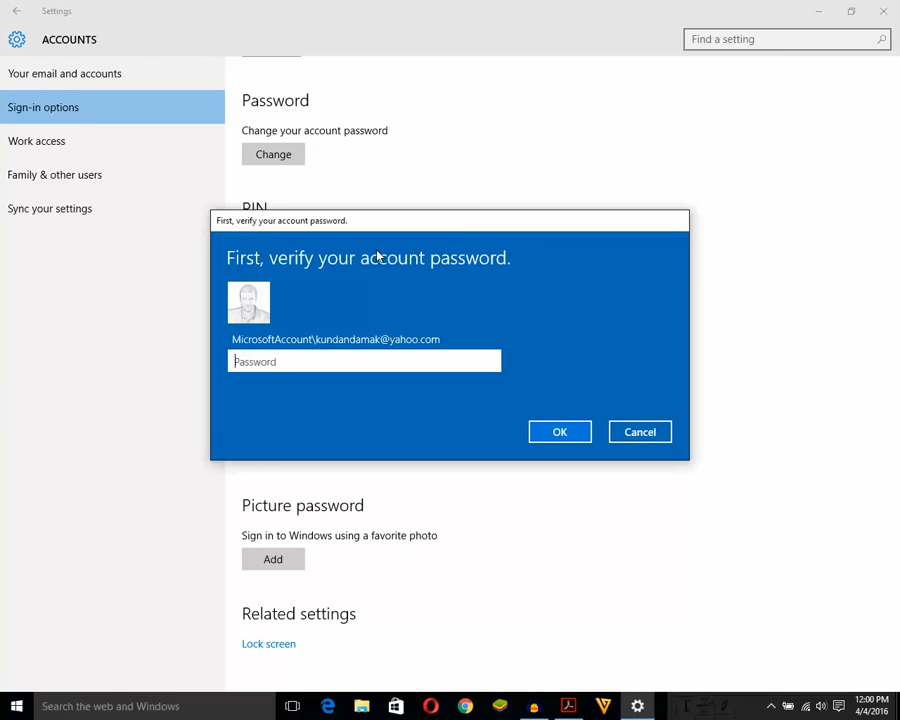 Settings
ACCOUNTS
Find a setting
Your email and accounts
Sign-in options
Work access
Family & other users
Sync your settings
Password
Change your account password
Change
PIN
First, verify your account password.
First, verify your account password.
MicrosoftAccount\kundandamak@yahoo.com
Password
OK
Cancel
Picture password
Sign in to Windows using a favorite photo
Add
Related settings
Lock screen
Search the web and Windows
12:00 PM
4/4/2016